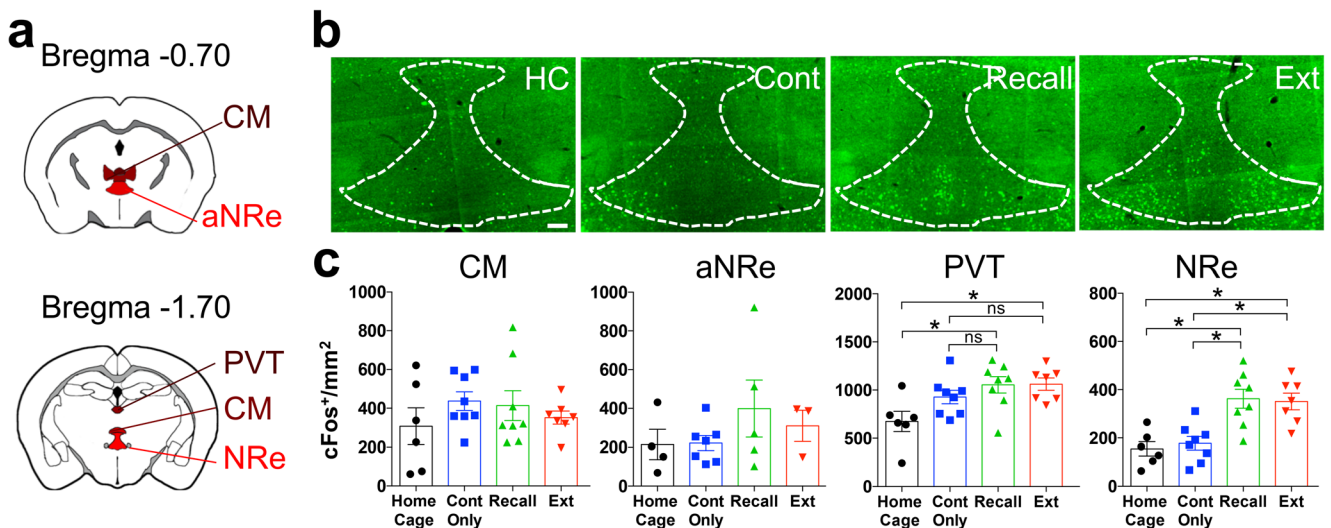 a
Bregma -0.70
CM
aNRe
Bregma -1.70
PVT
CM
NRe
b
HC
Cont
Recall
Ext
c
cFos+/mm2
CM
1000
800
600
400
200
0
Home Cage
Cont Only
Recall
Ext
aNRe
1000
800
600
400
200
0
Home Cage
Cont Only
Recall
Ext
PVT
2000
1500
1000
500
0
*
ns
*
ns
Home Cage
Cont Only
Recall
Ext
NRe
800
600
400
200
0
*
*
*
*
Home Cage
Cont Only
Recall
Ext